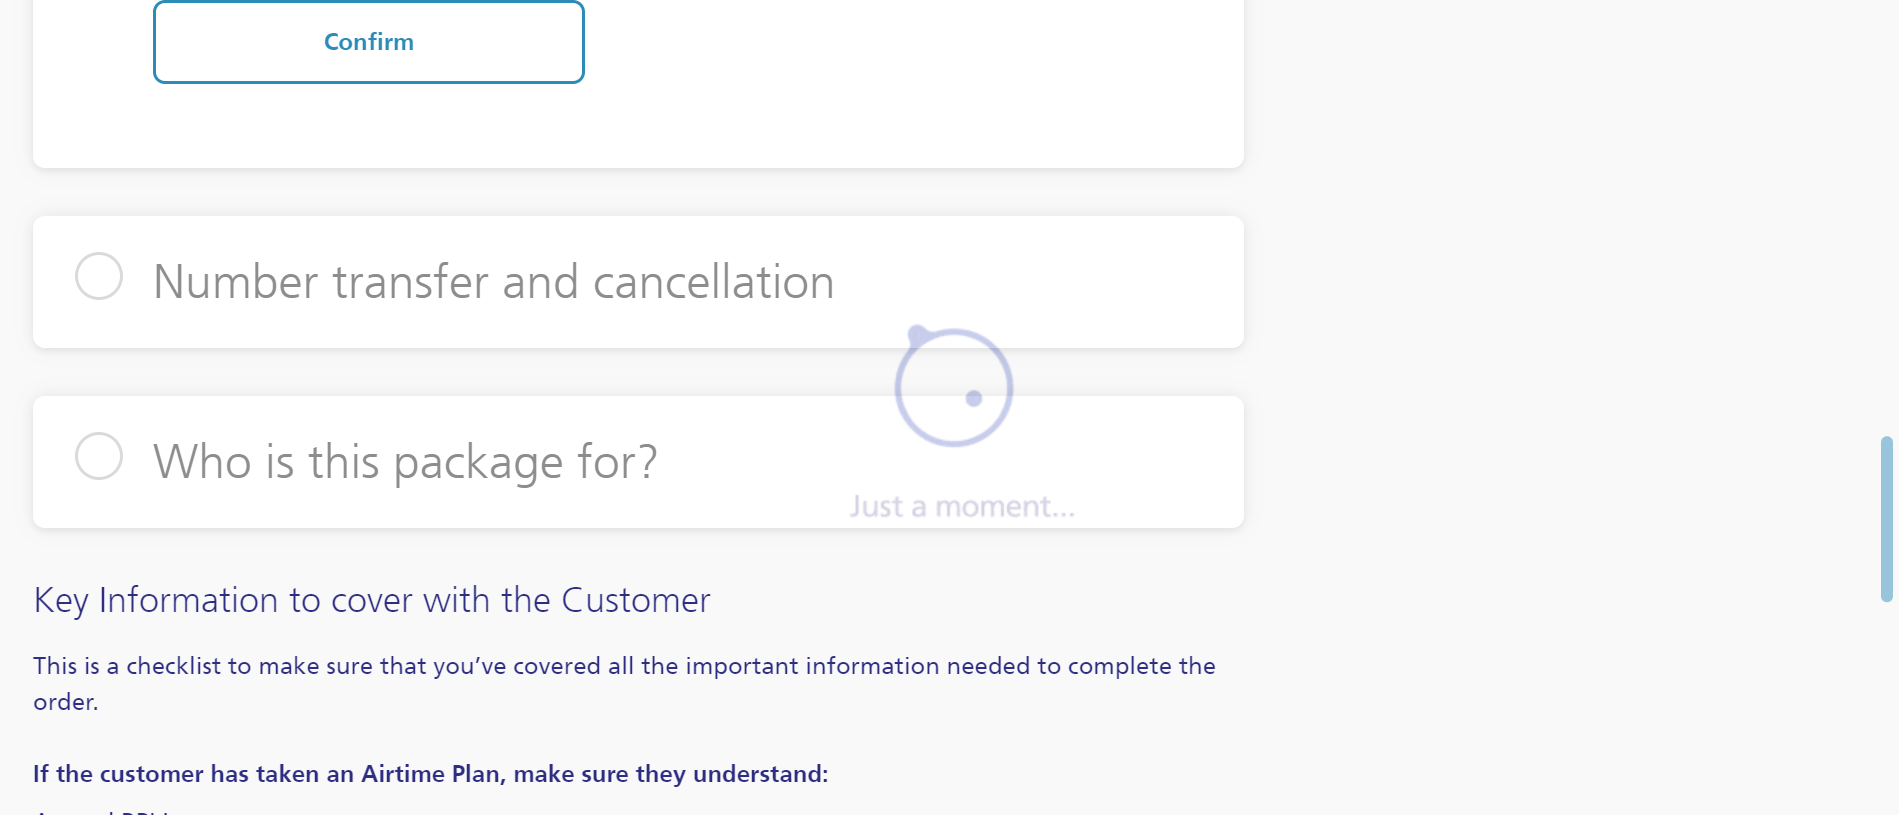 Confirm
Number transfer and cancellation
Who is this package for?
Just a moment...
Key Information to cover with the Customer
This is a checklist to make sure that you’ve covered all the important information needed to complete the
order.
If the customer has taken an Airtime Plan, make sure they understand: